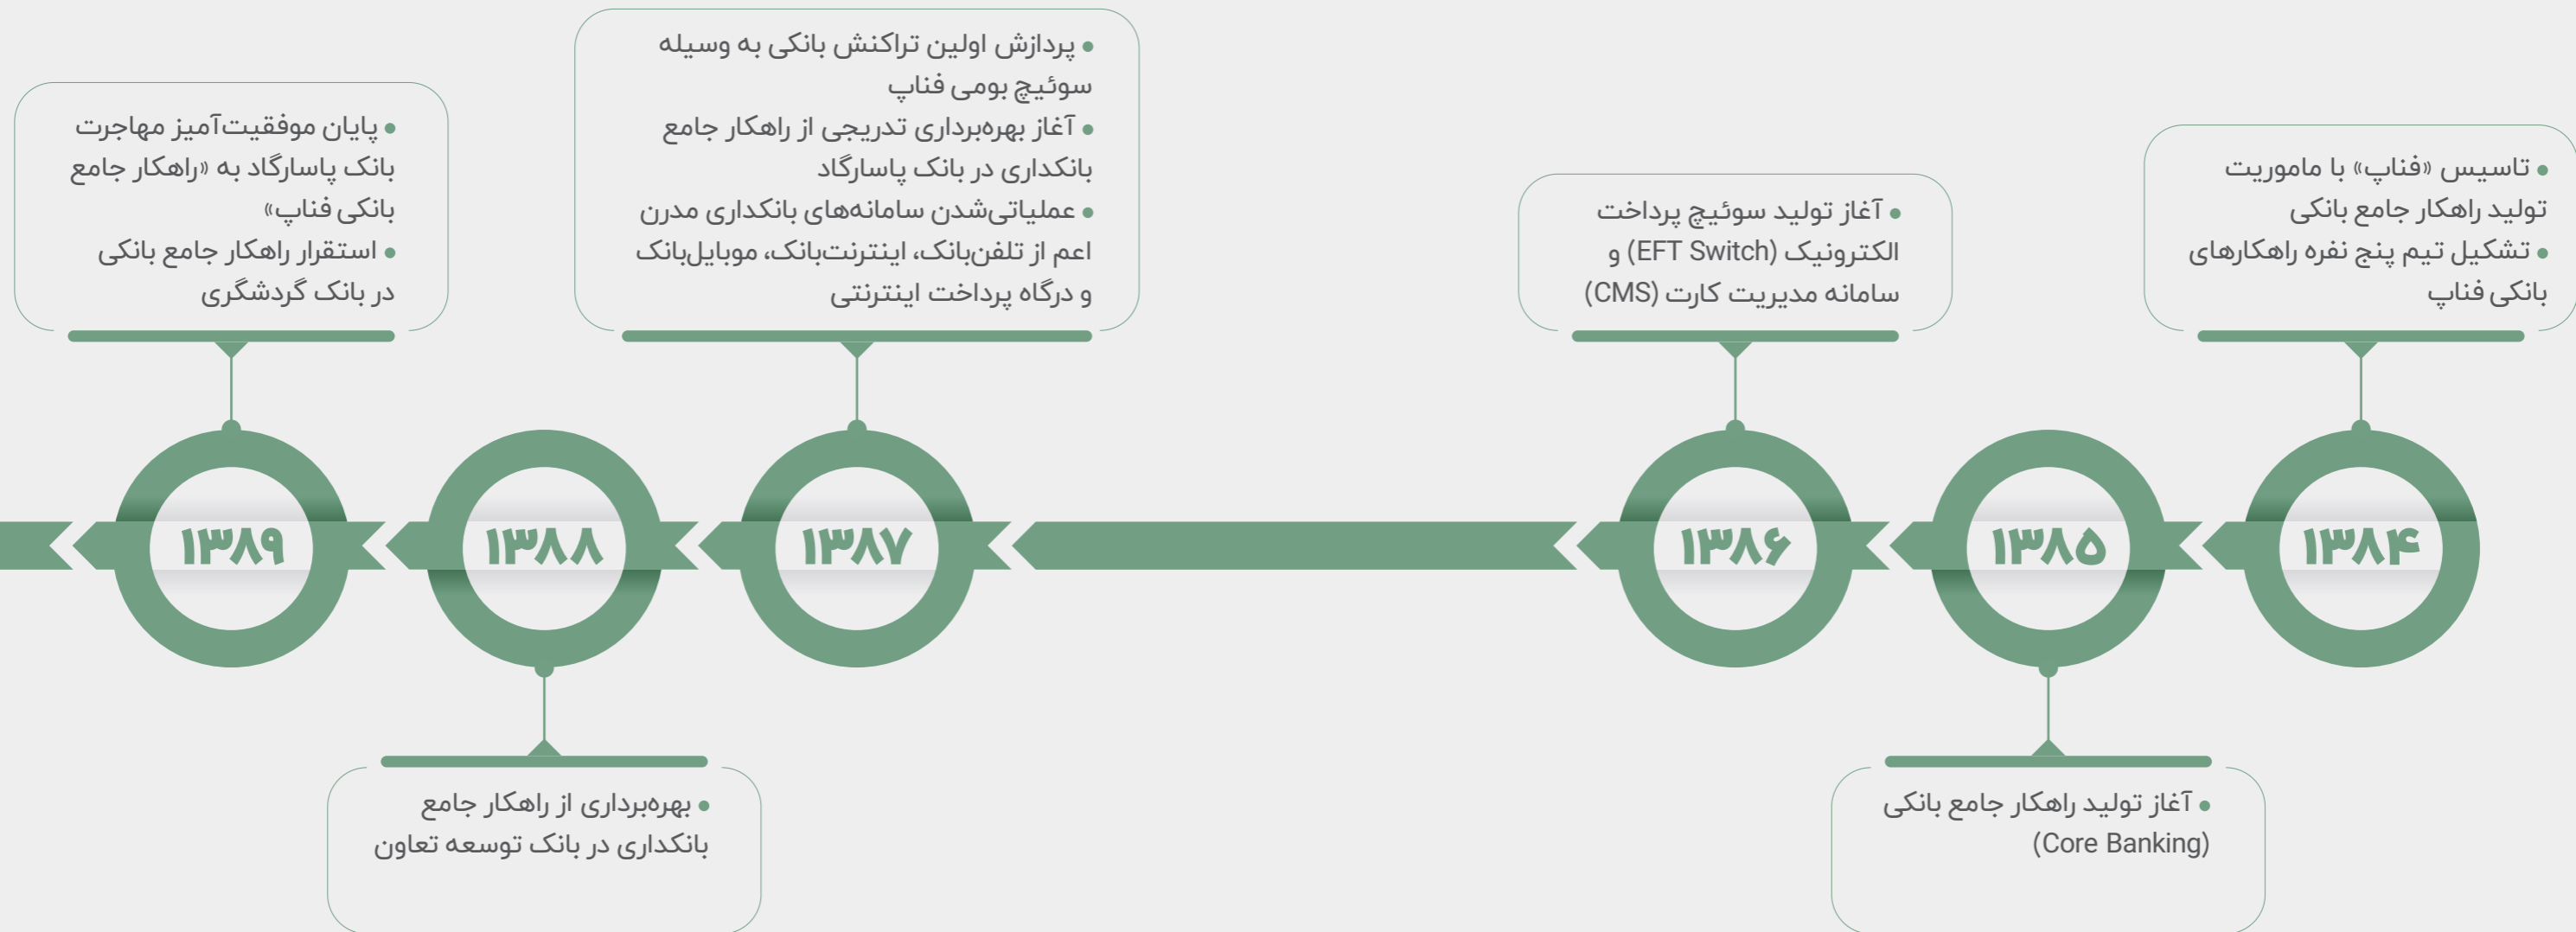 • تاسیس «فناپ» با ماموریت
تولید راهکار جامع بانکی
• تشکیل تیم پنج نفره راهکارهای
بانکی فناپ
۱۳۸۴
۱۳۸۵
• آغاز تولید راهکار جامع بانکی
(Core Banking)
• آغاز تولید سوئیچ پرداخت
الکترونیک (EFT Switch) و
سامانه مدیریت کارت (CMS)
۱۳۸۶
• پردازش اولین تراکنش بانکی به وسیله
سوئیچ بومی فناپ
• آغاز بهره‌برداری تدریجی از راهکار جامع
بانکداری در بانک پاسارگاد
• عملیاتی‌شدن سامانه‌های بانکداری مدرن
اعم از تلفن‌بانک، اینترنت‌بانک، موبایل‌بانک
و درگاه پرداخت اینترنتی
۱۳۸۷
۱۳۸۸
• بهره‌برداری از راهکار جامع
بانکداری در بانک توسعه تعاون
• پایان موفقیت‌آمیز مهاجرت
بانک پاسارگاد به «راهکار جامع
بانکی فناپ»
• استقرار راهکار جامع بانکی
در بانک گردشگری
۱۳۸۹